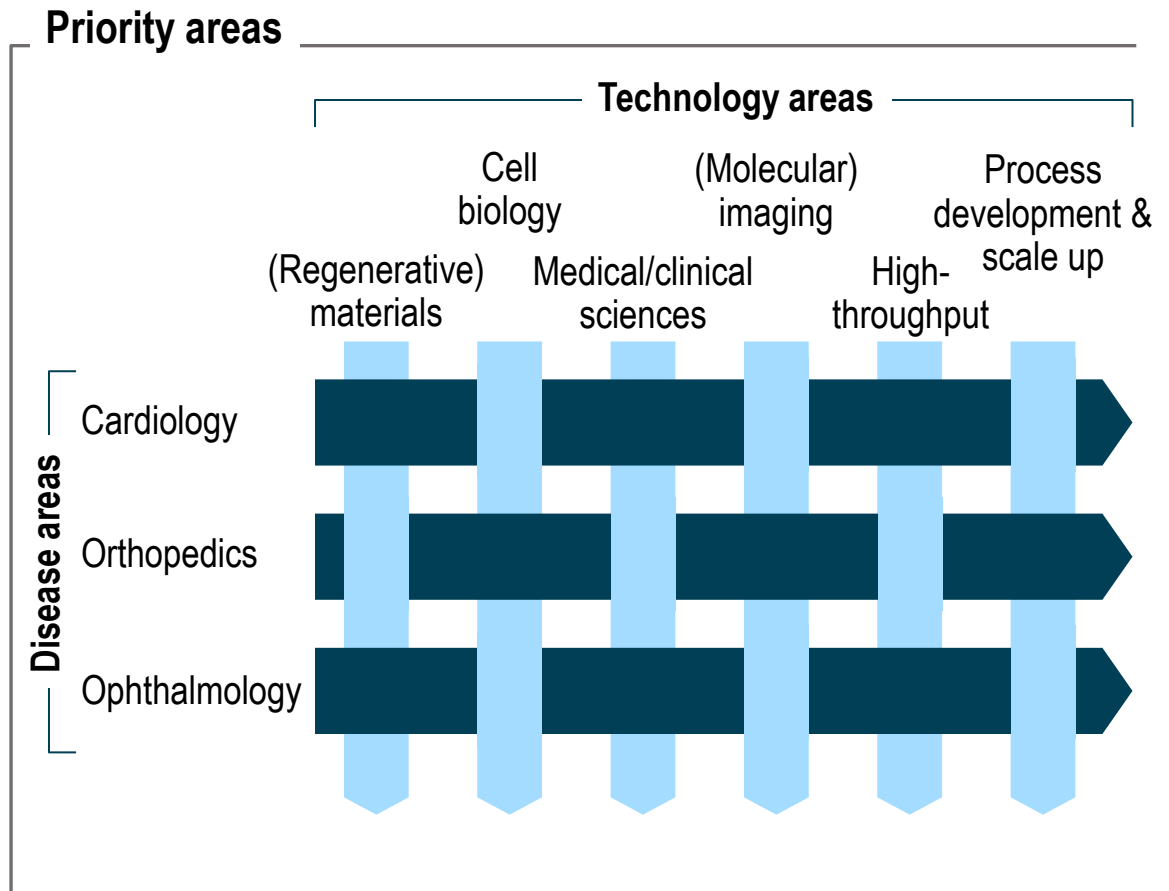 Priority areas
Technology areas
Cell
biology
(Molecular)
imaging
Process
development &
scale up
(Regenerative)
materials
Medical/clinical
sciences
High-
throughput
Disease areas
Cardiology
Orthopedics
Ophthalmology